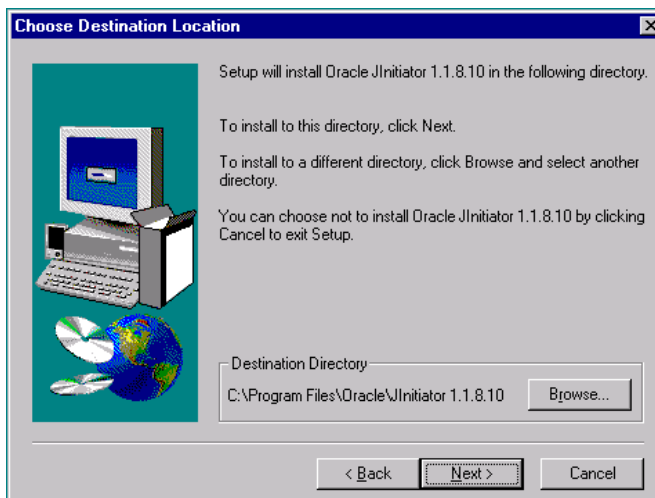 Choose Destination Location
Setup will install Oracle JInitiator 1.1.8.10 in the following directory.
To install to this directory, click Next.
To install to a different directory, click Browse and select another
directory.
You can choose not to install Oracle JInitiator 1.1.8.10 by clicking
Cancel to exit Setup.
Destination Directory
C:\Program Files\Oracle\JInitiator 1.1.8.10
Browse...
< Back
Next >
Cancel